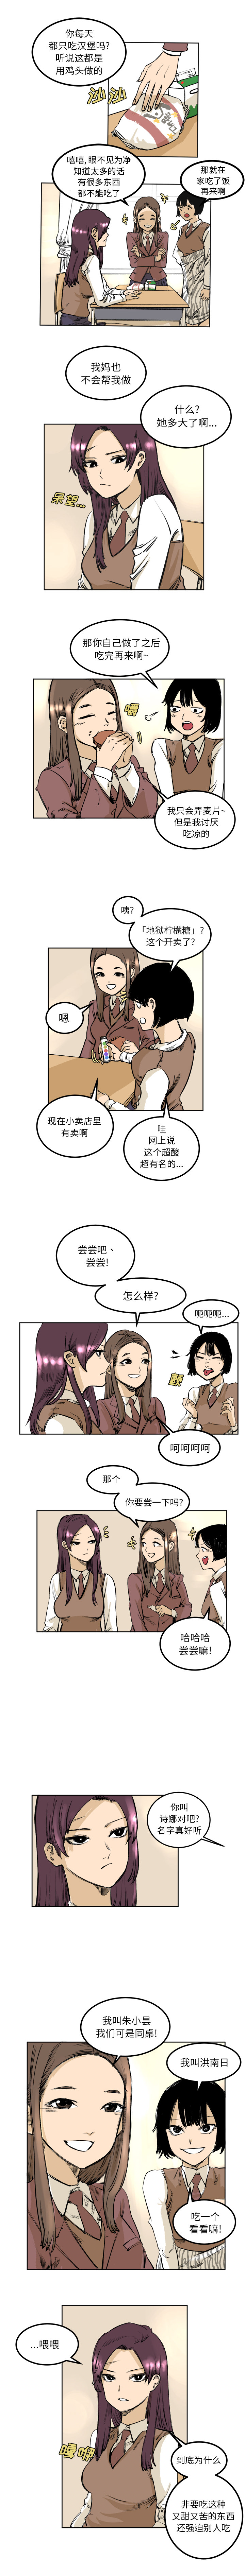 你每天
都只吃汉堡吗?
听说这都是
用鸡头做的
沙沙
嘻嘻,眼不见为净
知道太多的话
有很多东西
都不能吃了
那就在
家吃了饭
再来啊
我妈也
不会帮我做
什么?
她多大了啊...
呆望...
那你自己做了之后
吃完再来啊~
嚼
我只会弄麦片~
但是我讨厌
吃凉的
咦?
「地狱柠檬糖」?
这个开卖了?
嗯
现在小卖店里
有卖啊
哇
网上说
这个超酸
超有名的...
尝尝吧、
尝尝!
怎么样?
呃呃呃...
颤
呵呵呵呵
那个
你要尝一下吗?
哈哈哈
尝尝嘛!
你叫
诗娜对吧?
名字真好听
我叫朱小昙
我们可是同桌!
我叫洪南日
吃一个
看看嘛!
...喂喂
嘎吱
到底为什么
非要吃这种
又甜又苦的东西
还强迫别人吃